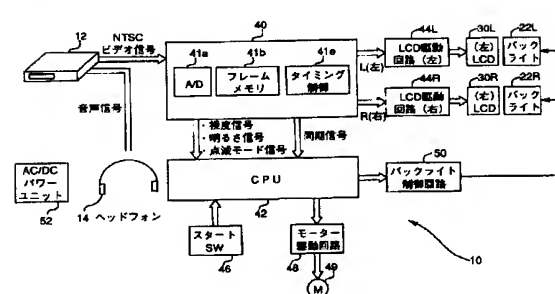 12
NTSC
ビデオ信号
音声信号
40
41a
A/D
41b
フレーム
メモリ
41e
タイミング
制御
L(左)
R(右)
44L
LCD駆動
回路(左)
30L
(左)
LCD
22L
バック
ライト
44R
LCD駆動
回路(右)
30R
(右)
LCD
22R
バック
ライト
・視度信号
・明るさ信号
・点滅モード信号
同期信号
AC/DC
パワー
ユニット
52
14 ヘッドフォン
CPU
42
50
バックライト
制御回路
スタート
SW
46
モーター
駆動回路
48
49
M
10